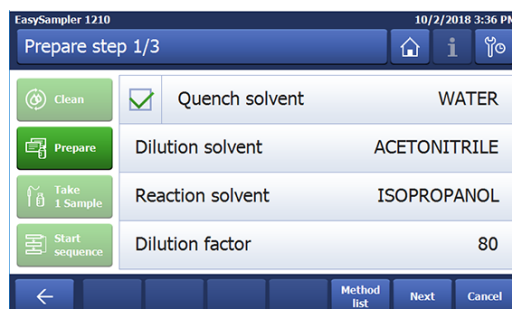 EasySampler 1210
10/2/2018 3:36 PM
Prepare step 1/3
Clean
Quench solvent WATER
Prepare
Dilution solvent ACETONITRILE
Take
1 Sample
Reaction solvent ISOPROPANOL
Start
sequence
Dilution factor 80
Method
list
Next
Cancel